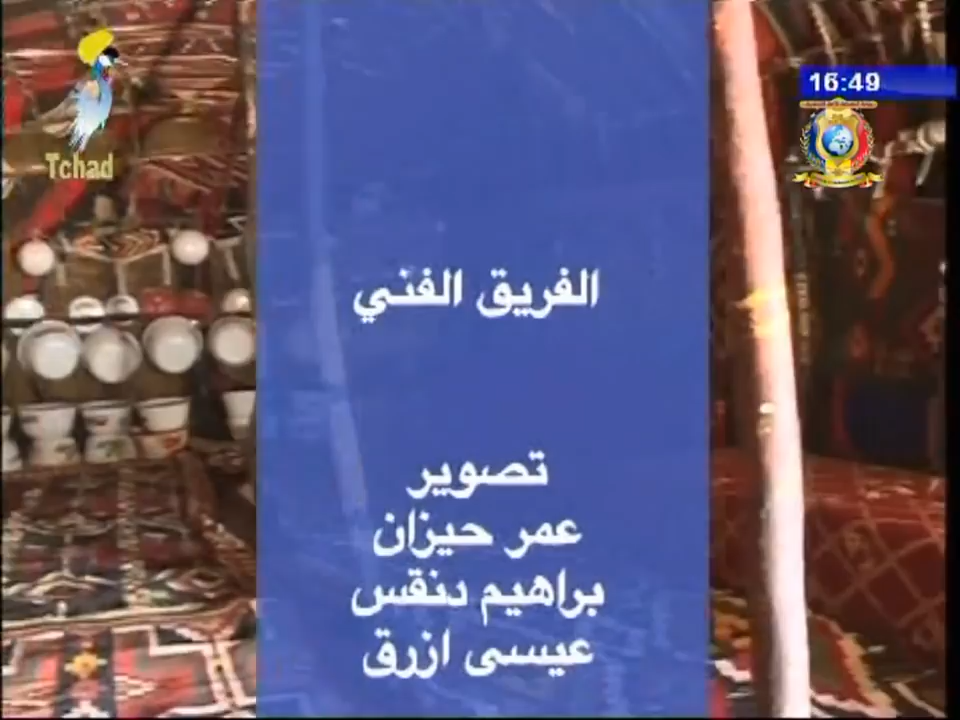 Tchad
16:49
الفريق الفني
تصوير
عمر حيزان
براهيم دنقس
عيسى ازرق